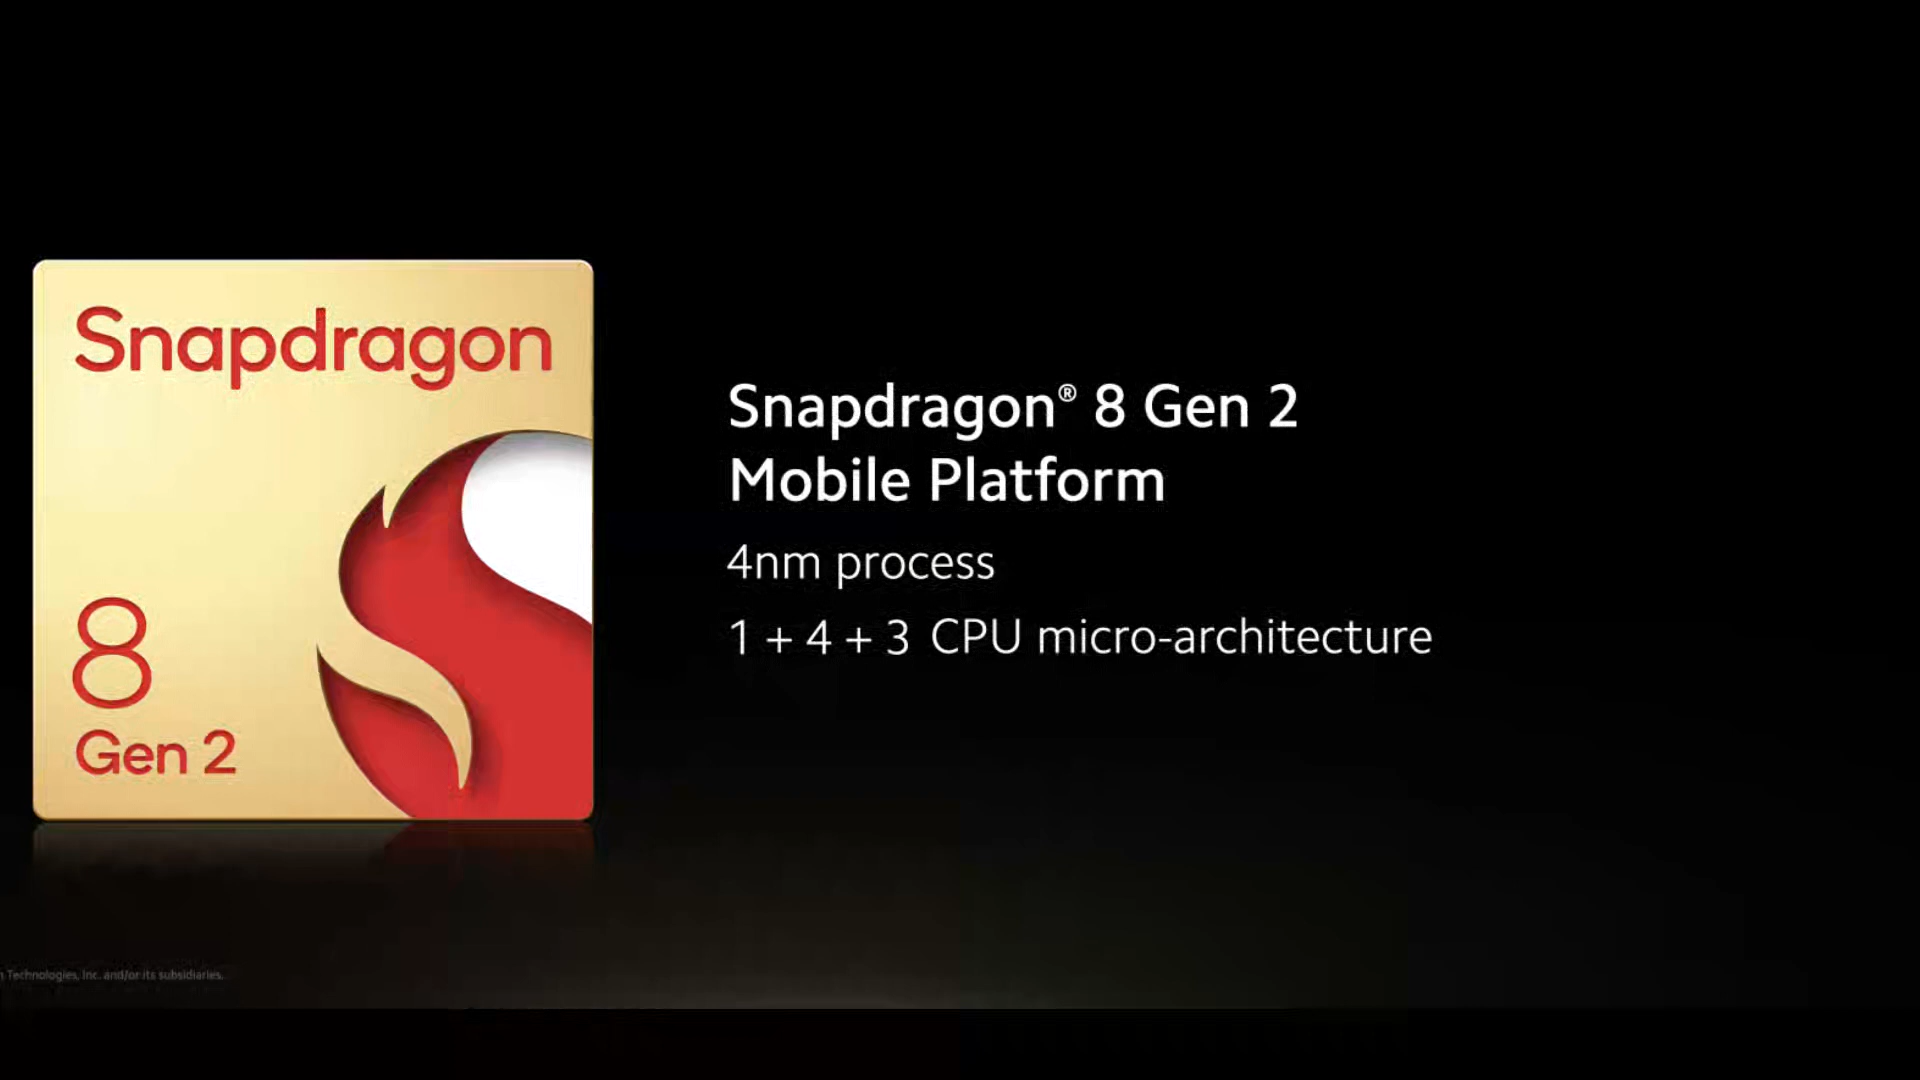 Snapdragon
8
Gen 2
Snapdragon® 8 Gen 2
Mobile Platform
4nm process
1 + 4 + 3 CPU micro-architecture
Technologies, Inc. and/or its subsidiaries.